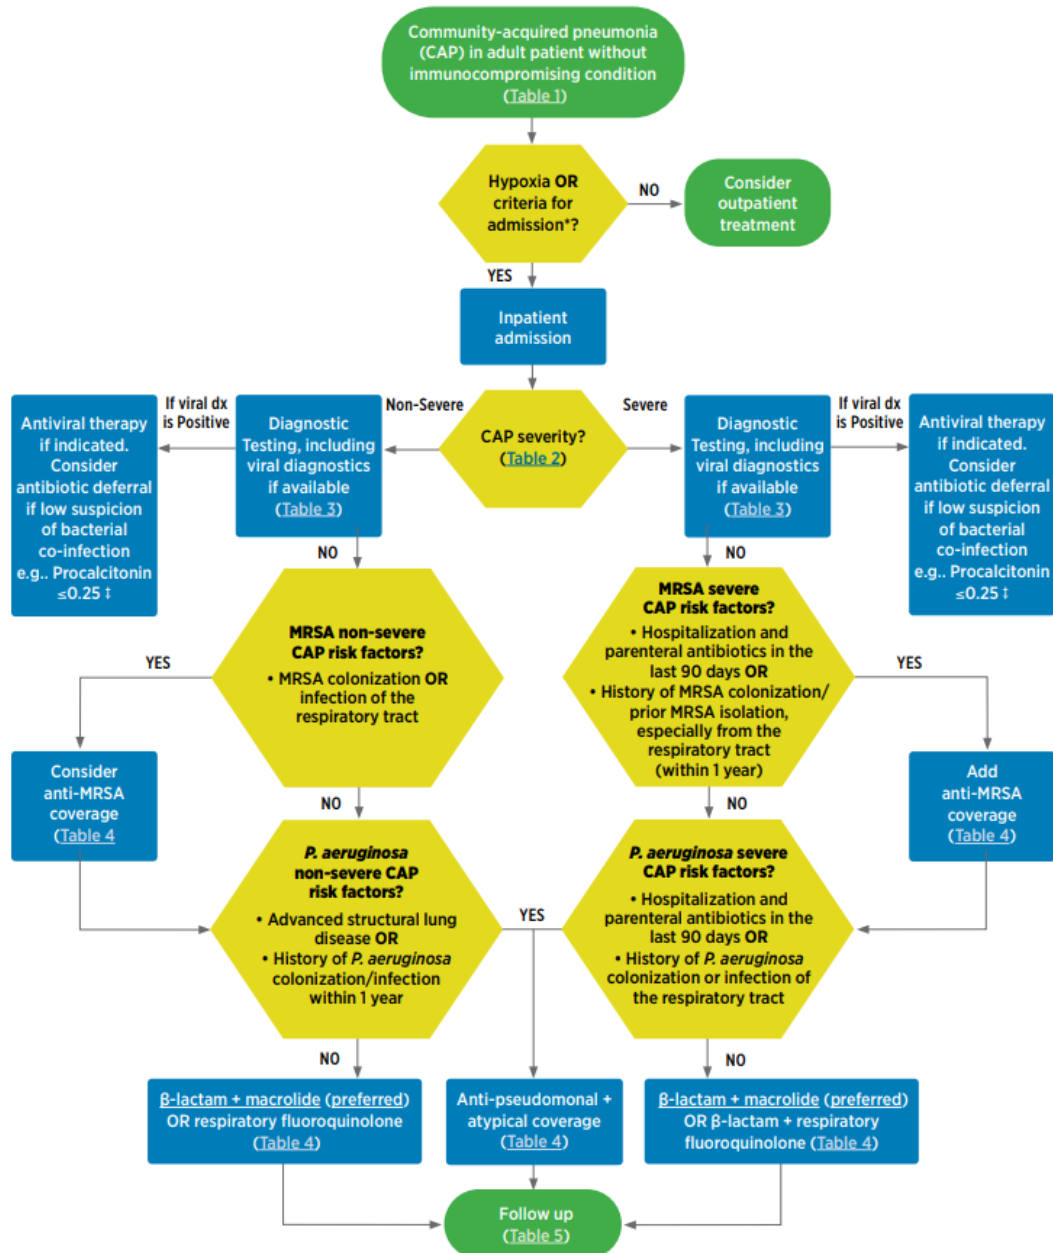 Community-acquired pneumonia
(CAP) in adult patient without
immunocompromising condition
(Table 1)
Hypoxia OR
criteria for
admission*?
NO
Consider
outpatient
treatment
YES
Inpatient
admission
CAP severity?
(Table 2)
Non-Severe
Severe
Diagnostic
Testing, including
viral diagnostics
if available
(Table 3)
If viral dx
is Positive
Antiviral therapy
if indicated.
Consider
antibiotic deferral
if low suspicion
of bacterial
co-infection
e.g.. Procalcitonin
≤0.25 ‡
Diagnostic
Testing, including
viral diagnostics
if available
(Table 3)
If viral dx
is Positive
Antiviral therapy
if indicated.
Consider
antibiotic deferral
if low suspicion
of bacterial
co-infection
e.g.. Procalcitonin
≤0.25 ‡
NO
MRSA non-severe
CAP risk factors?
• MRSA colonization OR
infection of the
respiratory tract
YES
Consider
anti-MRSA
coverage
(Table 4
NO
NO
MRSA severe
CAP risk factors?
• Hospitalization and
parenteral antibiotics in the
last 90 days OR
• History of MRSA colonization/
prior MRSA isolation,
especially from the
respiratory tract
(within 1 year)
YES
Add
anti-MRSA
coverage
(Table 4)
NO
P. aeruginosa
non-severe CAP
risk factors?
• Advanced structural lung
disease OR
• History of P. aeruginosa
colonization/infection
within 1 year
YES
P. aeruginosa severe
CAP risk factors?
• Hospitalization and
parenteral antibiotics in the
last 90 days OR
• History of P. aeruginosa
colonization or infection of
the respiratory tract
NO
NO
β-lactam + macrolide (preferred)
OR respiratory fluoroquinolone
(Table 4)
Anti-pseudomonal +
atypical coverage
(Table 4)
β-lactam + macrolide (preferred)
OR β-lactam + respiratory
fluoroquinolone (Table 4)
Follow up
(Table 5)